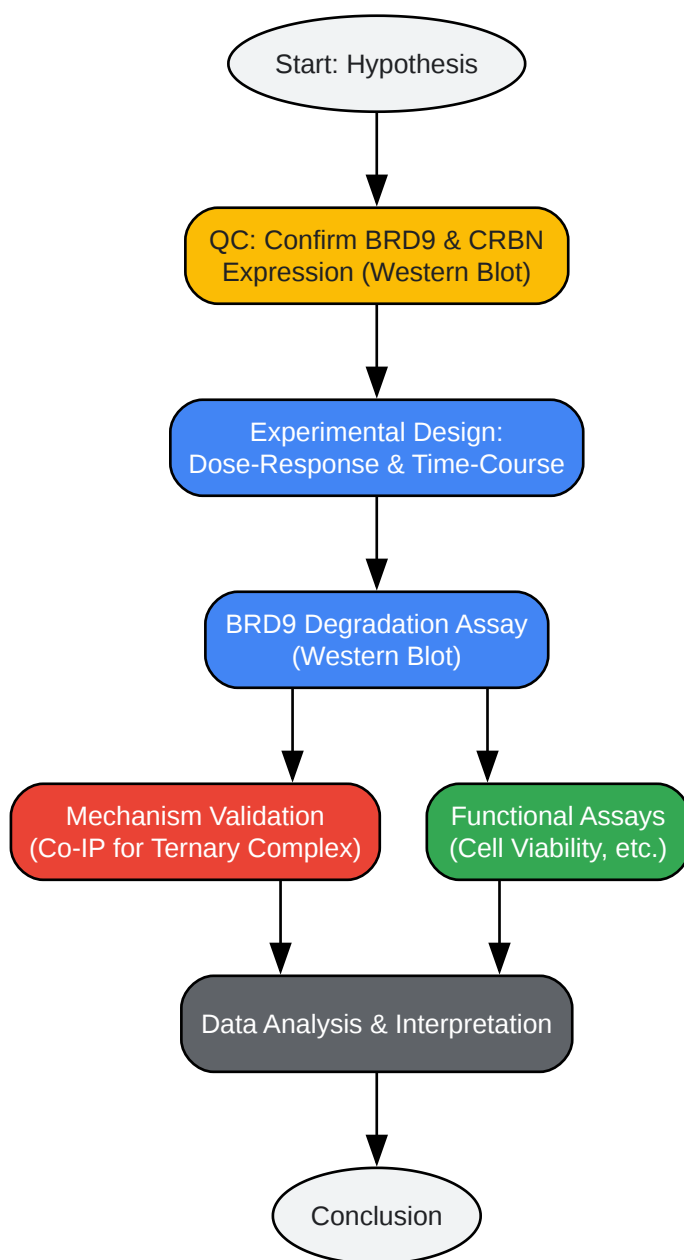 Start: Hypothesis
QC: Confirm BRD9 & CRBN
Expression (Western Blot)
Experimental Design:
Dose-Response & Time-Course
BRD9 Degradation Assay
(Western Blot)
Mechanism Validation
(Co-IP for Ternary Complex)
Functional Assays
(Cell Viability, etc.)
Data Analysis & Interpretation
Conclusion